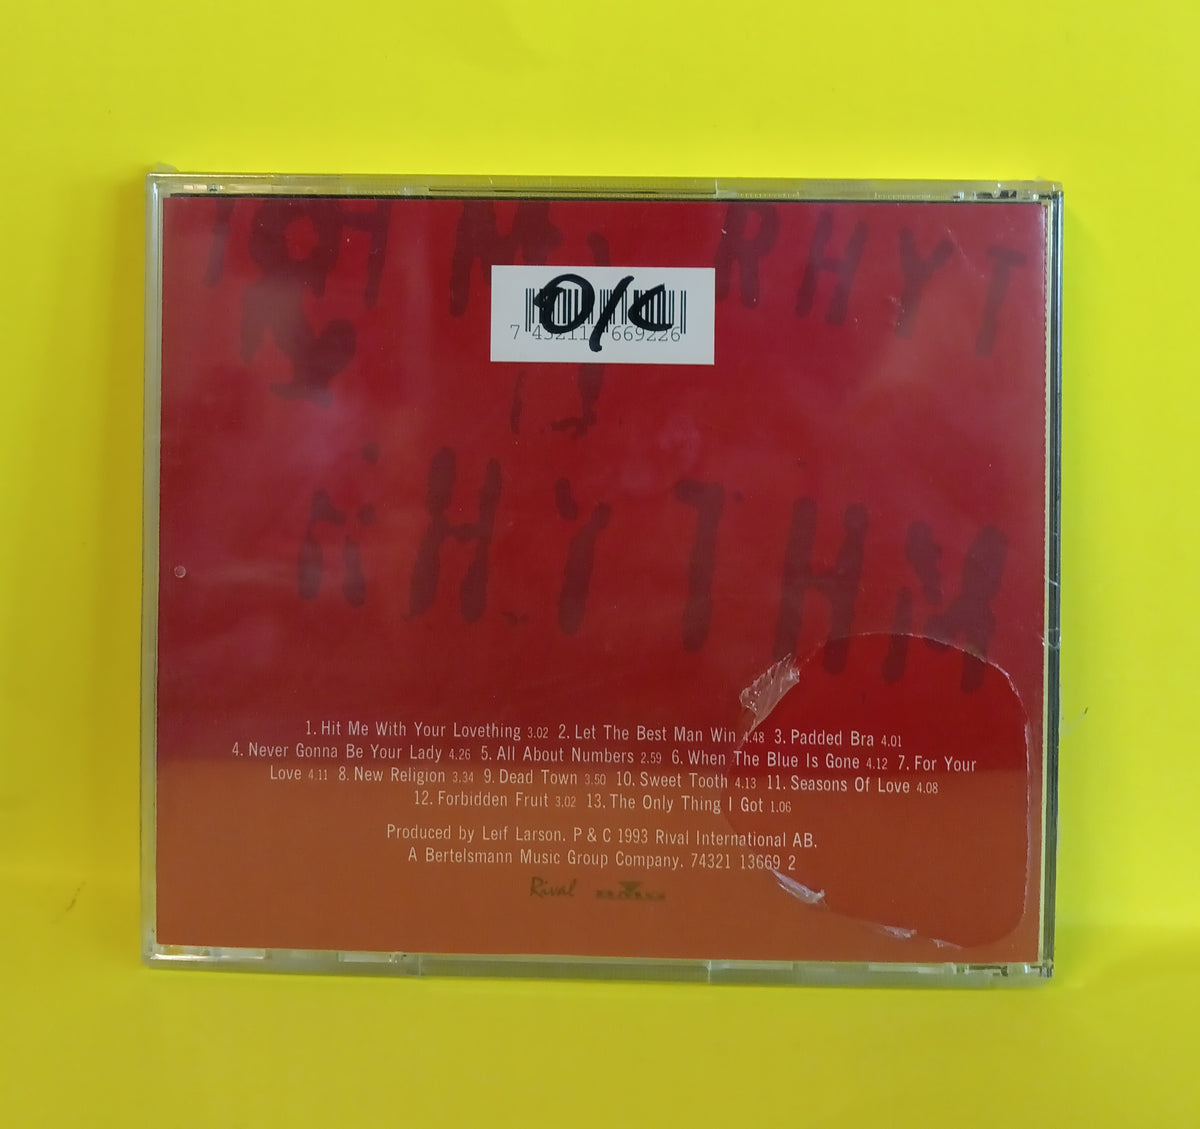 RHYT
O/C
RHYTHM
1. Hit Me With Your Lovething 3.02 2. Let The Best Man Win 4.48 3. Padded Bra 4.01
4. Never Gonna Be Your Lady 4.26 5. All About Numbers 2.59 6. When The Blue Is Gone 4.12 7. For Your
Love 4.11 8. New Religion 3.34 9. Dead Town 3.50 10. Sweet Tooth 4.13 11. Seasons Of Love 4.08
12. Forbidden Fruit 3.02 13. The Only Thing I Got 1.06
Produced by Leif Larson. P & C 1993 Rival International AB.
A Bertelsmann Music Group Company. 74321 13669 2
Rival BMG